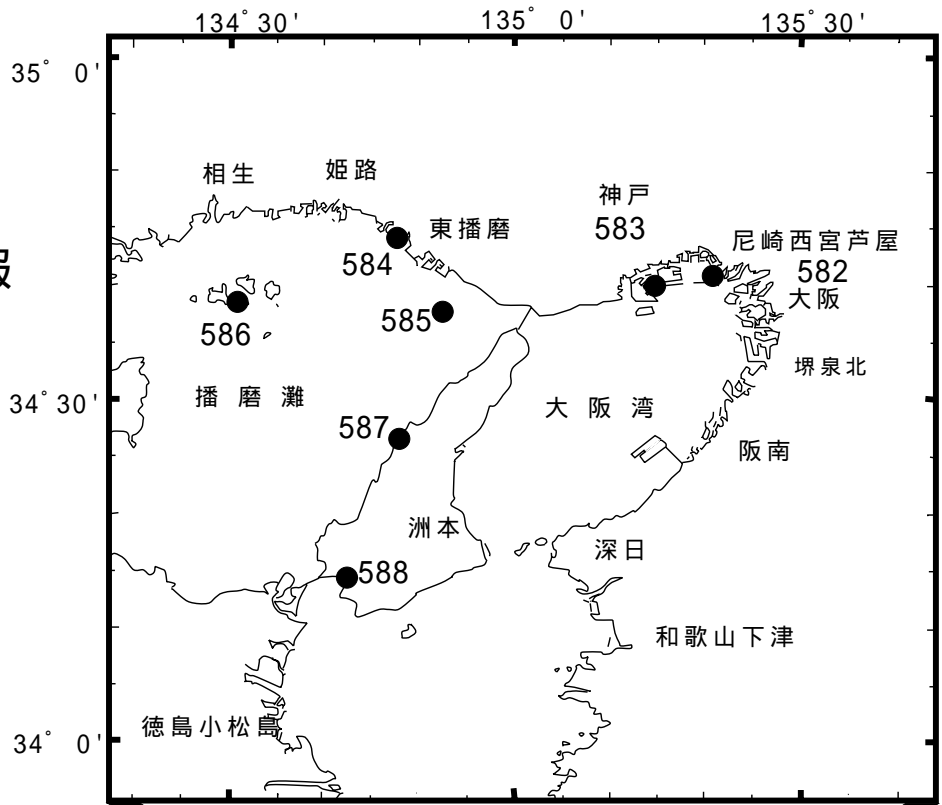 134° 30'
135° 0'
135° 30'
35° 0'
相生
姫路
神戸
583
東播磨
尼崎西宮芦屋
582
報
584
大阪
586
585
堺泉北
34° 30'
播磨灘
大阪湾
587
阪南
洲本
深日
588
和歌山下津
徳島小松島
34° 0'